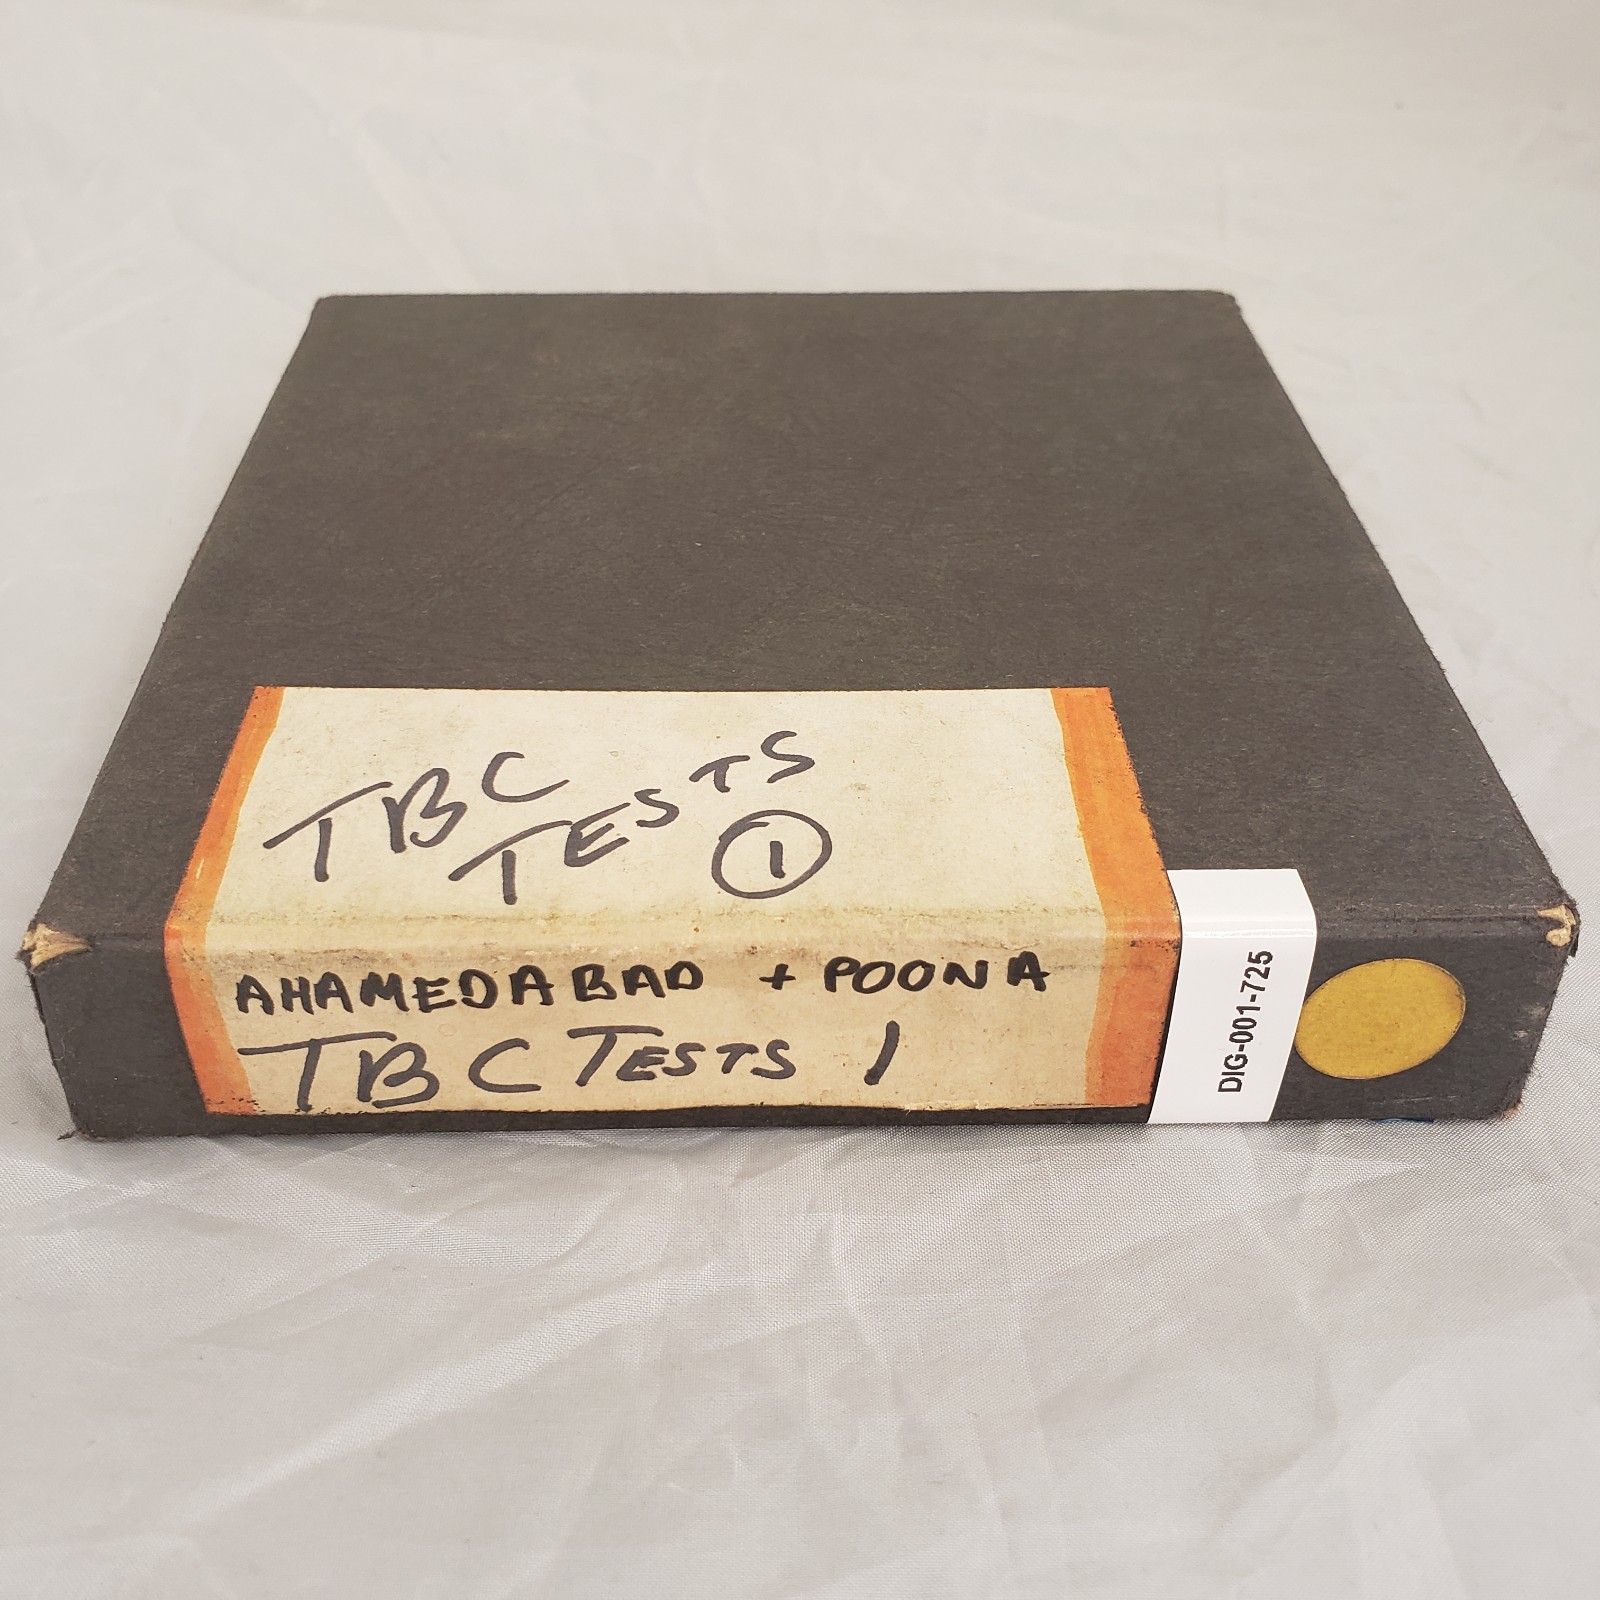 TBC
TESTS
1
AHAMEDABAD + POONA
TBC TESTS 1
DIG-001-725